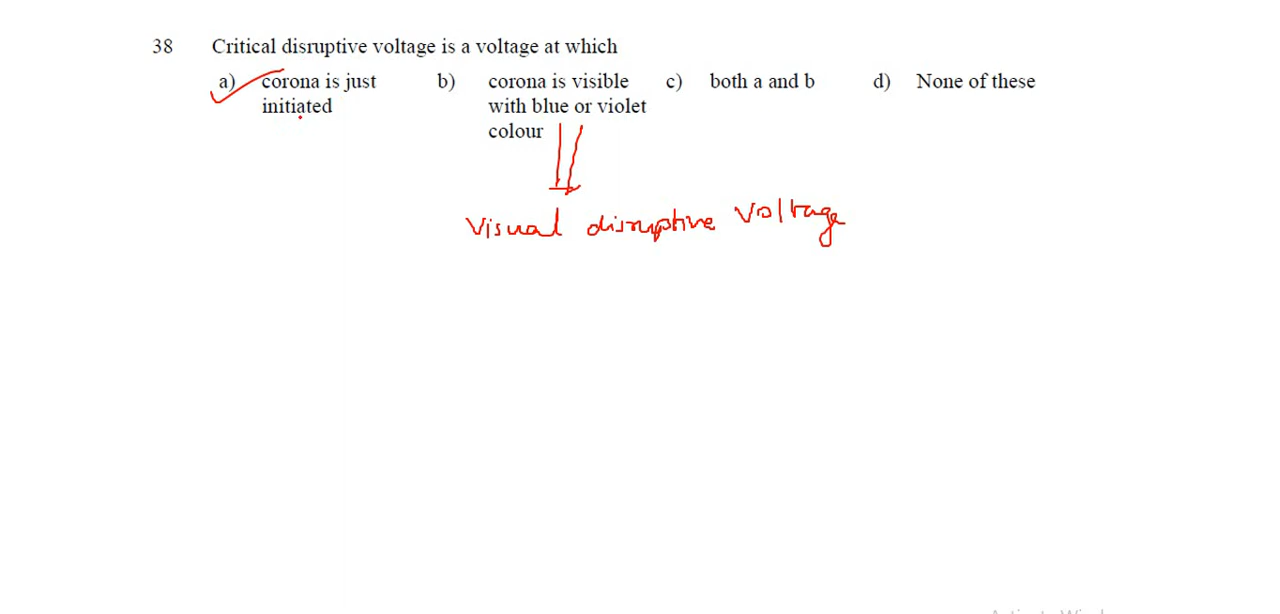 38 Critical disruptive voltage is a voltage at which
a) corona is just initiated
b) corona is visible with blue or violet colour
c) both a and b
d) None of these
Visual disruptive voltage